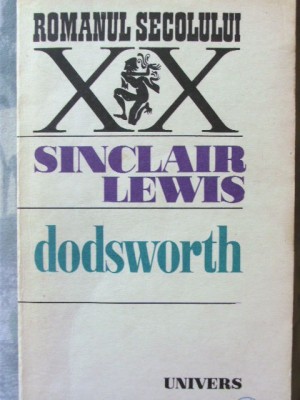 ROMANUL SECOLULUI
XX
SINCLAIR
LEWIS
dodsworth
UNIVERS